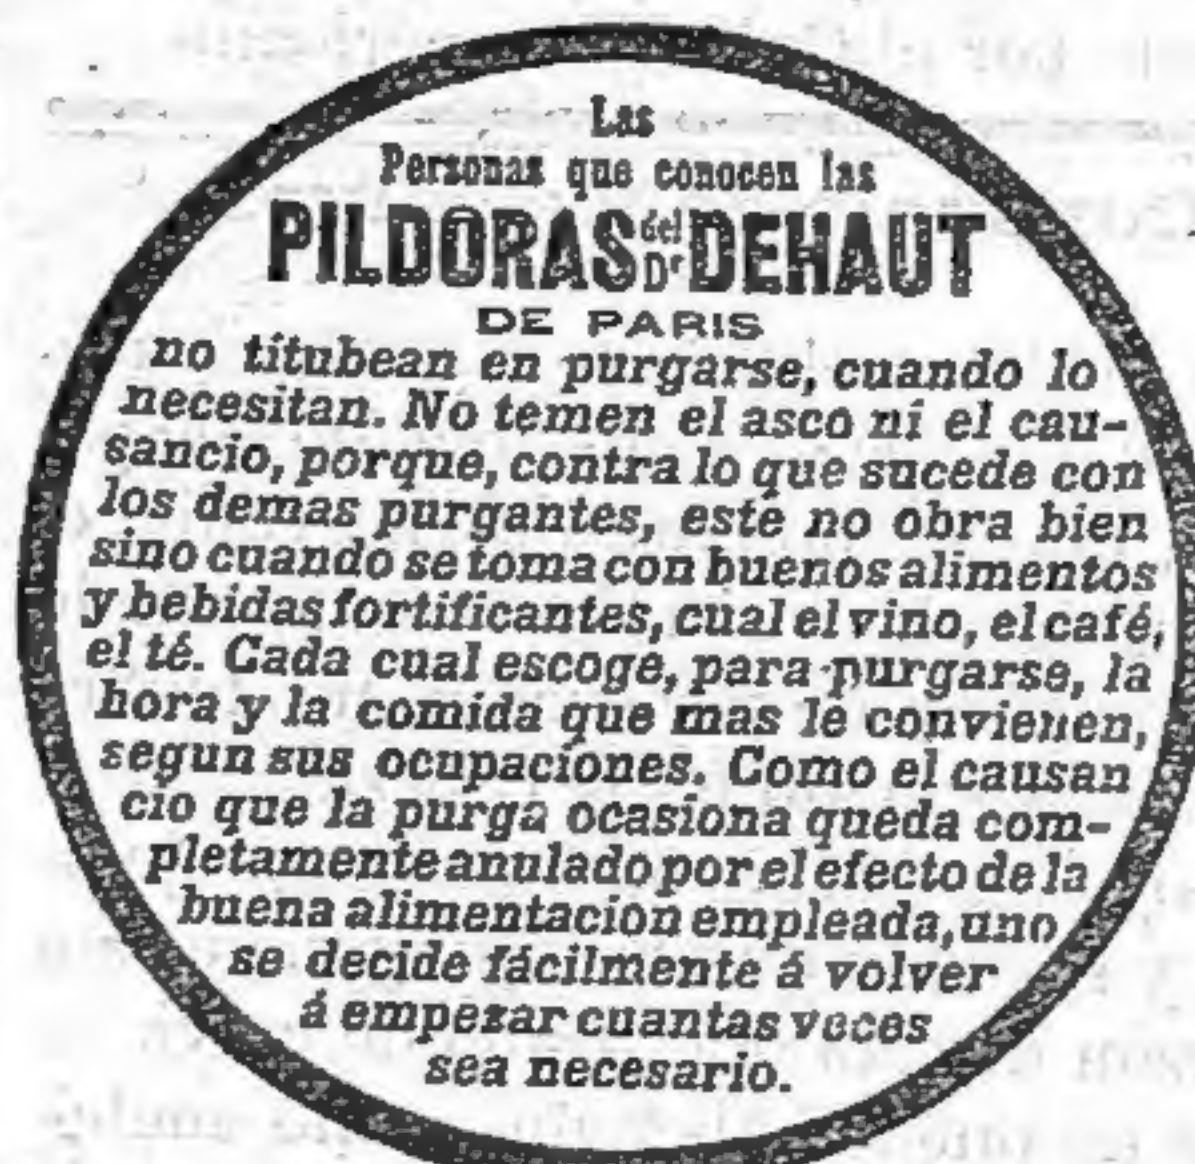 Las
Personas que conocen las
PILDORAS del Dr DEHAUT
DE PARIS
no titubean en purgarse, cuando lo
necesitan. No temen el asco ni el cau-
sancio, porque, contra lo que sucede con
los demas purgantes, este no obra bien
sino cuando se toma con buenos alimentos
y bebidas fortificantes, cual el vino, el café,
el té. Cada cual escoge, para purgarse, la
hora y la comida que mas le convienen,
segun sus ocupaciones. Como el causan
cio que la purga ocasiona queda com-
pletamente anulado por el efecto de la
buena alimentacion empleada, uno
se decide fácilmente á volver
á empezar cuantas veces
sea necesario.